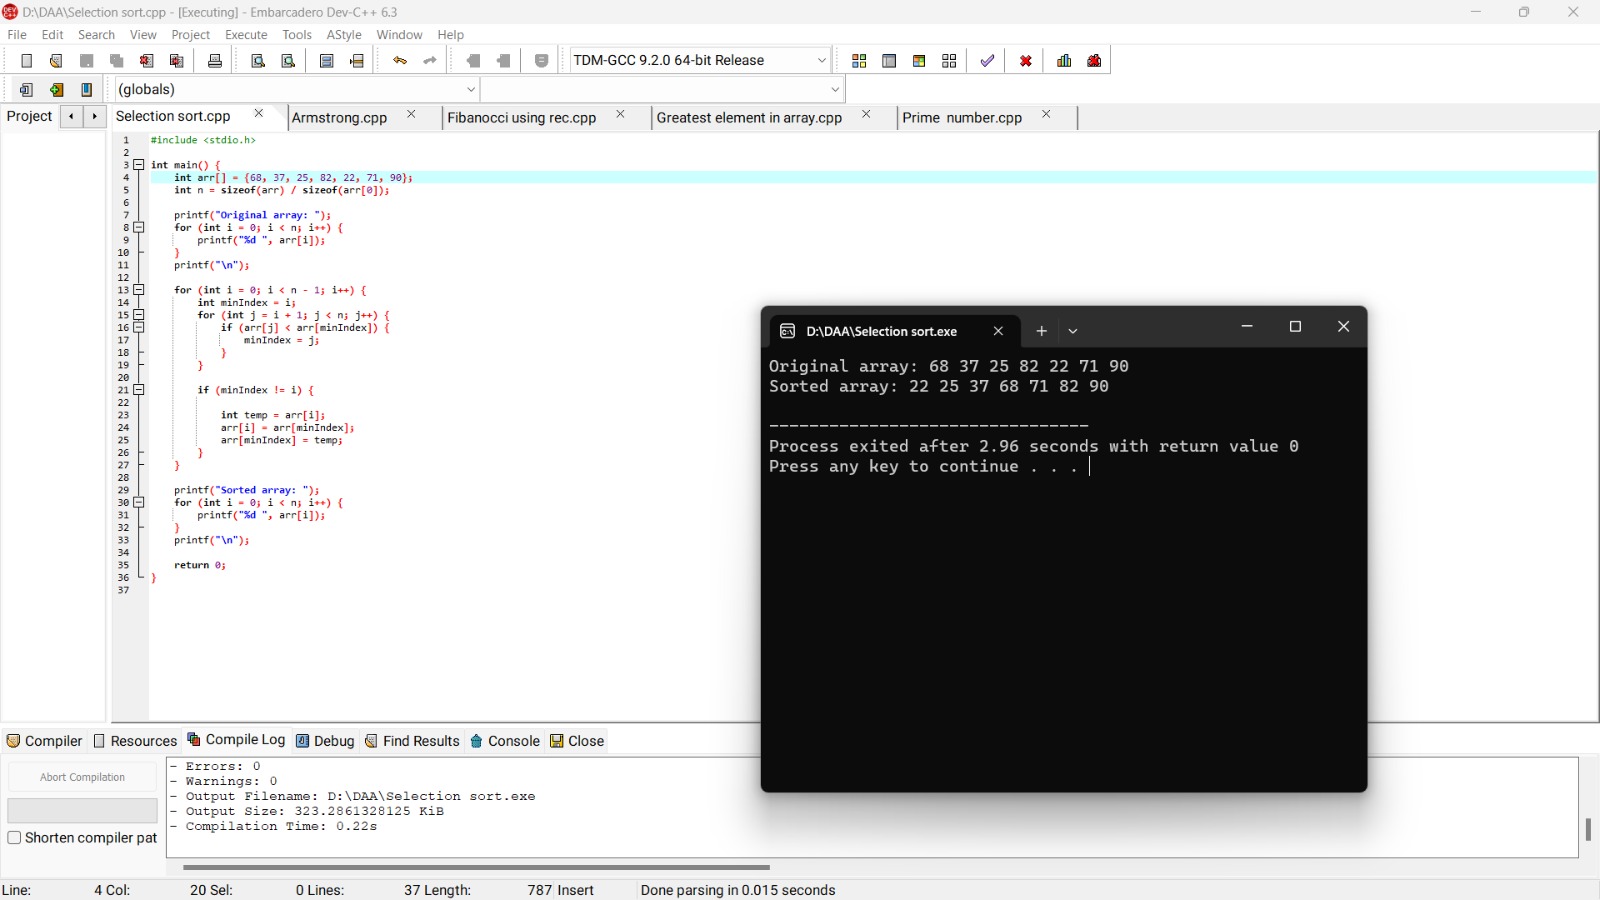 D:\DAA\Selection sort.cpp - [Executing] - Embarcadero Dev-C++ 6.3
File Edit Search View Project Execute Tools AStyle Window Help
TDM-GCC 9.2.0 64-bit Release
(globals)
Project Selection sort.cpp Armstrong.cpp Fibanocci using rec.cpp Greatest element in array.cpp Prime number.cpp
1 #include <stdio.h>
2
3 int main() {
4 int arr[] = {68, 37, 25, 82, 22, 71, 90};
5 int n = sizeof(arr) / sizeof(arr[0]);
6
7 printf("Original array: ");
8 for (int i = 0; i < n; i++) {
9 printf("%d ", arr[i]);
10 }
11 printf("\n");
12
13 for (int i = 0; i < n - 1; i++) {
14 int minIndex = i;
15 for (int j = i + 1; j < n; j++) {
16 if (arr[j] < arr[minIndex]) {
17 minIndex = j;
18 }
19 }
20
21 if (minIndex != i) {
22
23 int temp = arr[i];
24 arr[i] = arr[minIndex];
25 arr[minIndex] = temp;
26 }
27 }
28
29 printf("Sorted array: ");
30 for (int i = 0; i < n; i++) {
31 printf("%d ", arr[i]);
32 }
33 printf("\n");
34
35 return 0;
36 }
37
D:\DAA\Selection sort.exe
Original array: 68 37 25 82 22 71 90
Sorted array: 22 25 37 68 71 82 90
--------------------------------
Process exited after 2.96 seconds with return value 0
Press any key to continue . . .
Compiler Resources Compile Log Debug Find Results Console Close
Abort Compilation
Shorten compiler pat
- Errors: 0
- Warnings: 0
- Output Filename: D:\DAA\Selection sort.exe
- Output Size: 323.2861328125 KiB
- Compilation Time: 0.22s
Line: 4 Col: 20 Sel: 0 Lines: 37 Length: 787 Insert Done parsing in 0.015 seconds